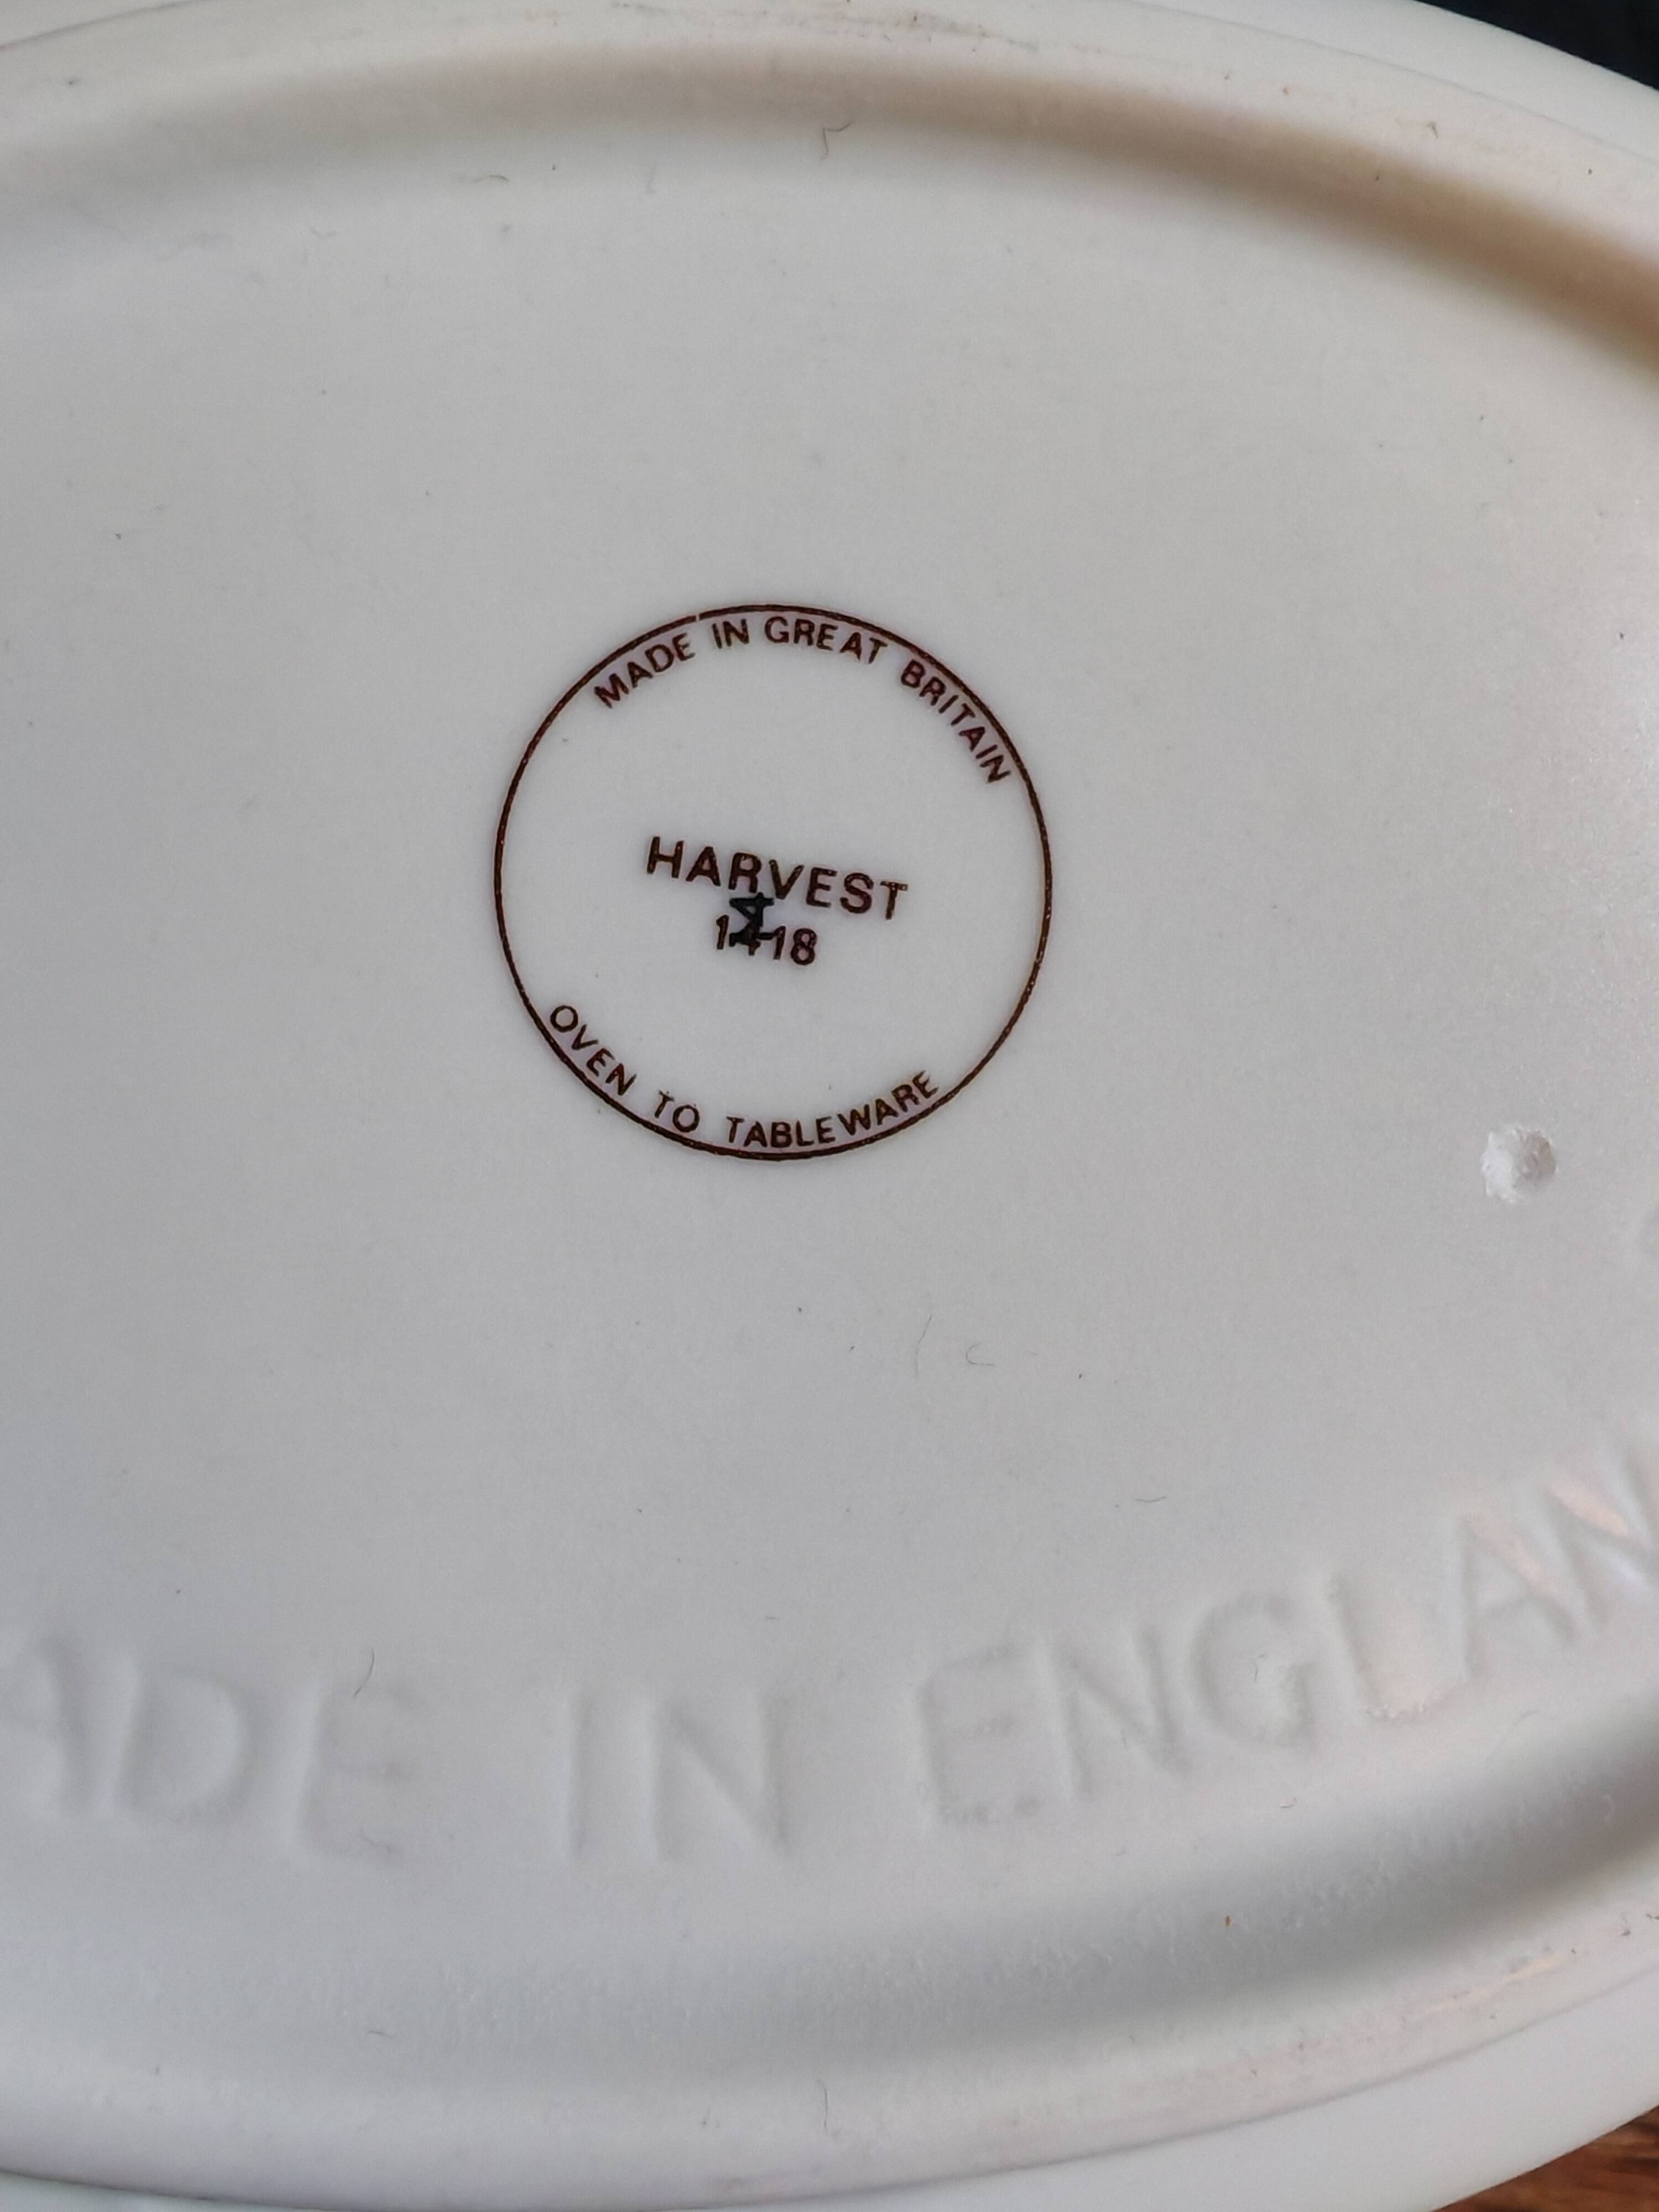 MADE IN GREAT BRITAIN
HARVEST
1418
OVEN TO TABLEWARE
ADE IN ENGLAN